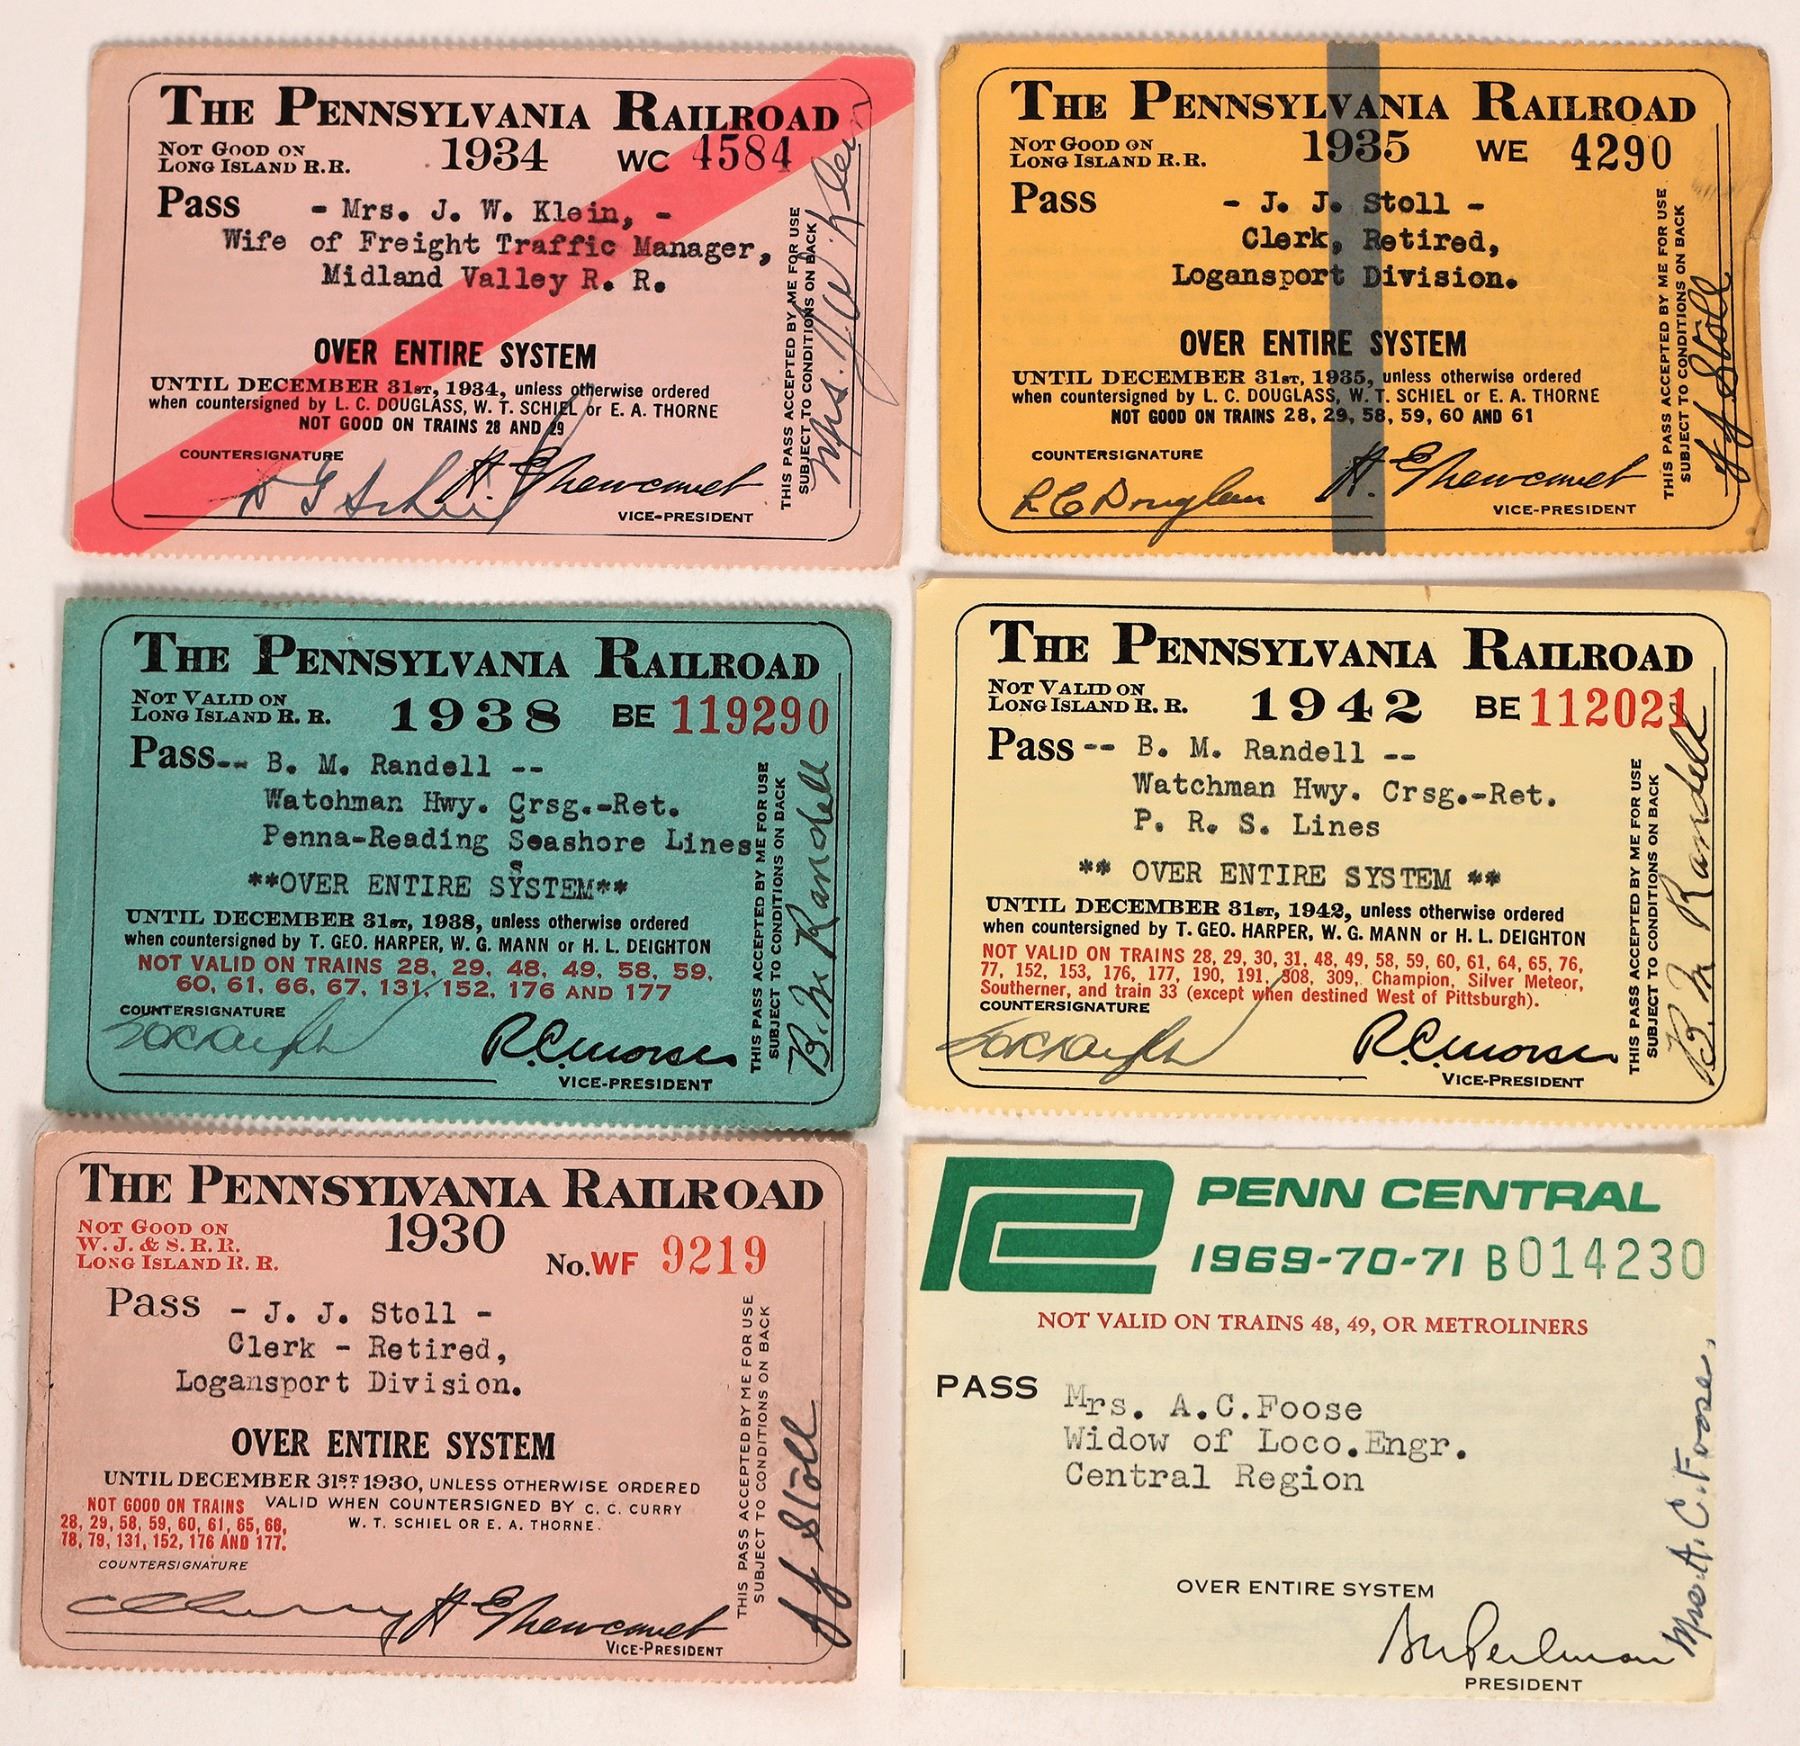 THE PENNSYLVANIA RAILROAD
NOT GOOD ON
LONG ISLAND R.R.
1934 WC 4584
Pass - Mrs. J. W. Klein, -
Wife of Freight Traffic Manager,
Midland Valley R. R.
OVER ENTIRE SYSTEM
UNTIL DECEMBER 31ST, 1934, unless otherwise ordered
when countersigned by L. C. DOUGLASS, W. T. SCHIEL or E. A. THORNE
NOT GOOD ON TRAINS 28 AND 29
COUNTERSIGNATURE
VICE-PRESIDENT
THIS PASS ACCEPTED BY ME FOR USE
SUBJECT TO CONDITIONS ON BACK
Mrs. J. W. Klein
THE PENNSYLVANIA RAILROAD
NOT GOOD ON
LONG ISLAND R.R.
1935 WE 4290
Pass - J. J. Stoll -
Clerk, Retired,
Logansport Division.
OVER ENTIRE SYSTEM
UNTIL DECEMBER 31ST, 1935, unless otherwise ordered
when countersigned by L. C. DOUGLASS, W. T. SCHIEL or E. A. THORNE
NOT GOOD ON TRAINS 28, 29, 58, 59, 60 AND 61
COUNTERSIGNATURE
L C Douglass
VICE-PRESIDENT
THIS PASS ACCEPTED BY ME FOR USE
SUBJECT TO CONDITIONS ON BACK
J J Stoll
THE PENNSYLVANIA RAILROAD
NOT VALID ON
LONG ISLAND R. R.
1938 BE 119290
Pass-- B. M. Randell --
Watchman Hwy. Crsg.-Ret.
Penna-Reading Seashore Lines
s
**OVER ENTIRE SYSTEM**
UNTIL DECEMBER 31ST, 1938, unless otherwise ordered
when countersigned by T. GEO. HARPER, W. G. MANN or H. L. DEIGHTON
NOT VALID ON TRAINS 28, 29, 48, 49, 58, 59,
60, 61, 66, 67, 131, 152, 176 AND 177
COUNTERSIGNATURE
R.C. Morse
VICE-PRESIDENT
THIS PASS ACCEPTED BY ME FOR USE
SUBJECT TO CONDITIONS ON BACK
B. M Randell
THE PENNSYLVANIA RAILROAD
NOT VALID ON
LONG ISLAND R. R.
1942 BE 112021
Pass -- B. M. Randell --
Watchman Hwy. Crsg.-Ret.
P. R. S. Lines
** OVER ENTIRE SYSTEM **
UNTIL DECEMBER 31ST, 1942, unless otherwise ordered
when countersigned by T. GEO. HARPER, W. G. MANN or H. L. DEIGHTON
NOT VALID ON TRAINS 28, 29, 30, 31, 48, 49, 58, 59, 60, 61, 64, 65, 76,
77, 152, 153, 176, 177, 190, 191, 308, 309, Champion, Silver Meteor,
Southerner, and train 33 (except when destined West of Pittsburgh).
COUNTERSIGNATURE
R.C. Morse
VICE-PRESIDENT
THIS PASS ACCEPTED BY ME FOR USE
SUBJECT TO CONDITIONS ON BACK
B. M Randell
THE PENNSYLVANIA RAILROAD
NOT GOOD ON
W. J. & S. R. R.
LONG ISLAND R. R.
1930 No. WF 9219
Pass - J. J. Stoll -
Clerk - Retired,
Logansport Division.
OVER ENTIRE SYSTEM
UNTIL DECEMBER 31ST 1930, UNLESS OTHERWISE ORDERED
VALID WHEN COUNTERSIGNED BY C. C. CURRY
W. T. SCHIEL OR E. A. THORNE.
NOT GOOD ON TRAINS
28, 29, 58, 59, 60, 61, 65, 66,
78, 79, 131, 152, 176 AND 177.
COUNTERSIGNATURE
C C Curry
VICE-PRESIDENT
THIS PASS ACCEPTED BY ME FOR USE
SUBJECT TO CONDITIONS ON BACK
J J Stoll
PENN CENTRAL
1969-70-71 B014230
NOT VALID ON TRAINS 48, 49, OR METROLINERS
PASS Mrs. A.C.Foose
Widow of Loco.Engr.
Central Region
OVER ENTIRE SYSTEM
PRESIDENT
Mrs. A. C. Foose.